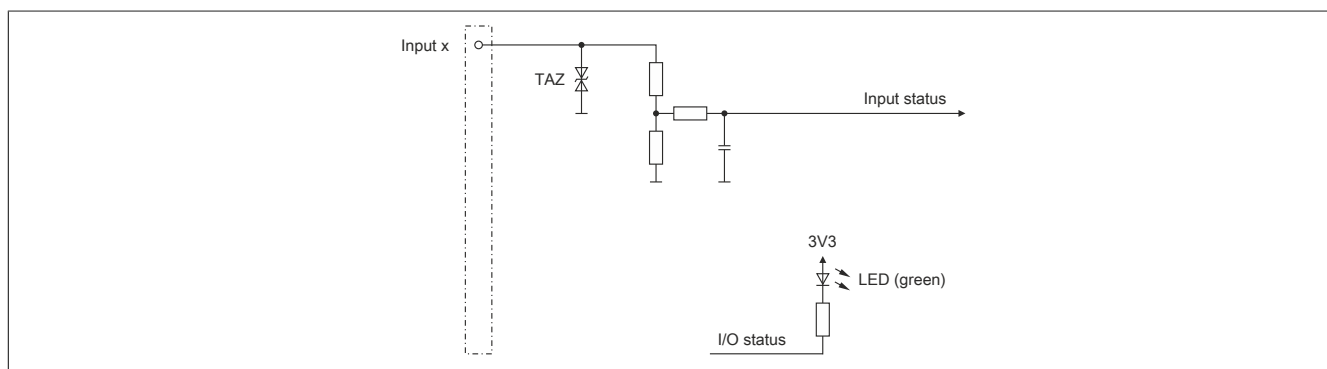 Input x
TAZ
Input status
3V3
LED (green)
I/O status